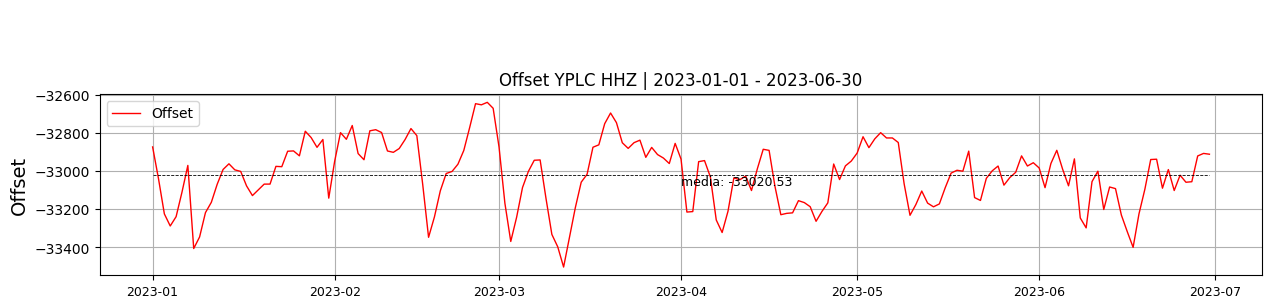 Offset YPLC HHZ | 2023-01-01 - 2023-06-30
−32600
Offset
−32800
−33000
media: -33020.53
−33200
−33400
Offset
2023-01 2023-02 2023-03 2023-04 2023-05 2023-06 2023-07